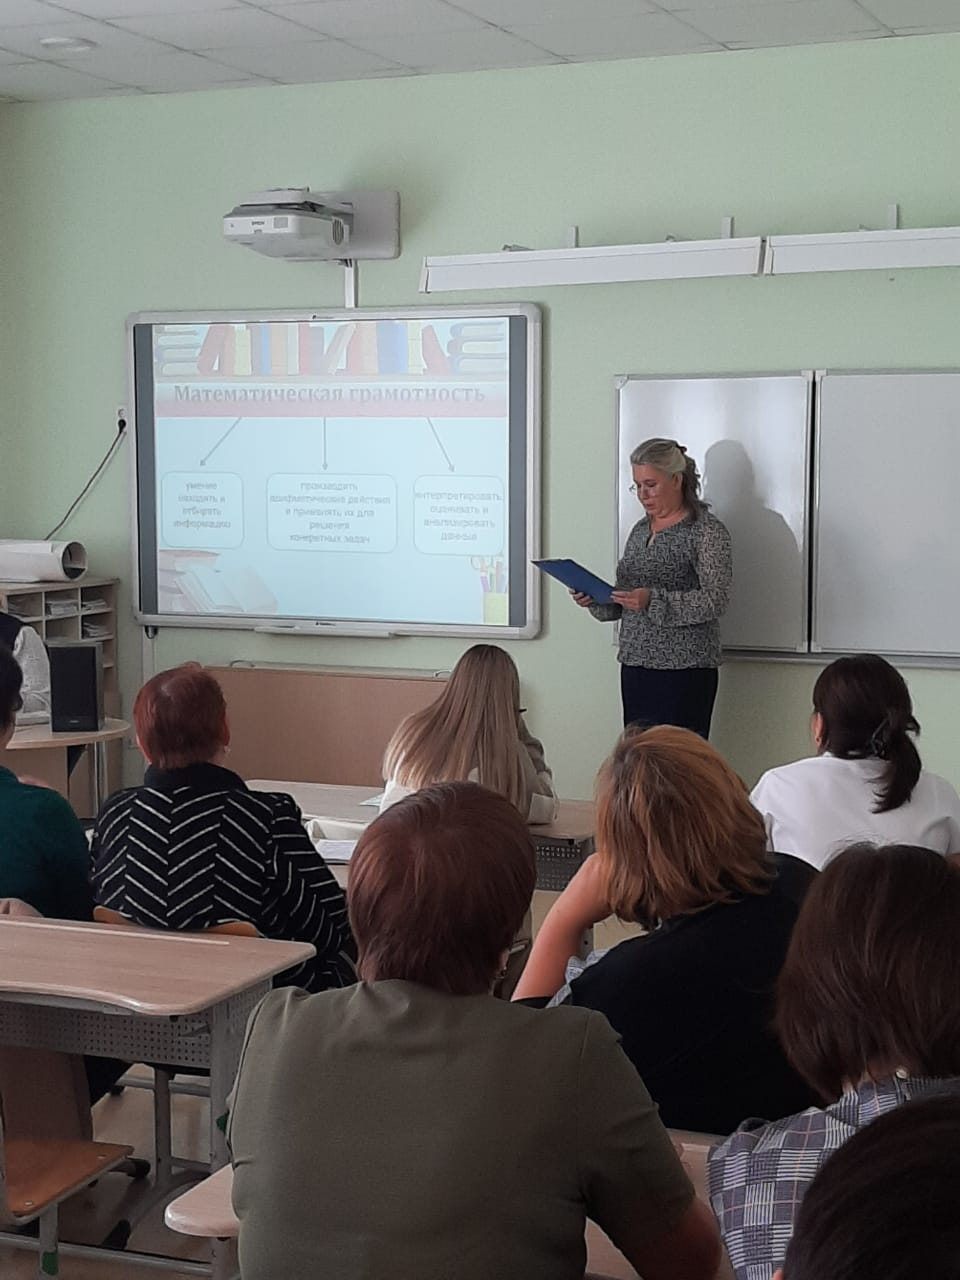 EPSON
Математическая грамотность
умение
находить и
отбирать
информацию
производить
арифметические действия
и применять их для
решения
конкретных задач
интерпретировать,
оценивать и
анализировать
данные